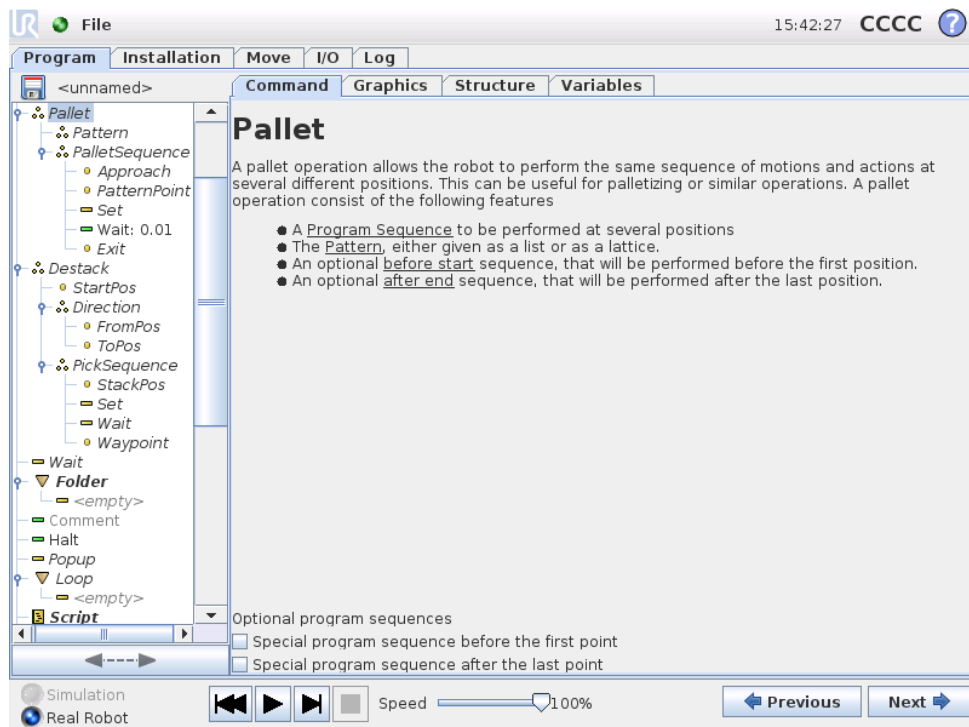 UR File 15:42:27 CCCC ?
Program Installation Move I/O Log
<unnamed>
Command Graphics Structure Variables
Pallet
Pattern
PalletSequence
Approach
PatternPoint
Set
Wait: 0.01
Exit
Destack
StartPos
Direction
FromPos
ToPos
PickSequence
StackPos
Set
Wait
Waypoint
Wait
Folder
<empty>
Comment
Halt
Popup
Loop
<empty>
Script
Pallet
A pallet operation allows the robot to perform the same sequence of motions and actions at
several different positions. This can be useful for palletizing or similar operations. A pallet
operation consist of the following features
A Program Sequence to be performed at several positions
The Pattern, either given as a list or as a lattice.
An optional before start sequence, that will be performed before the first position.
An optional after end sequence, that will be performed after the last position.
Optional program sequences
Special program sequence before the first point
Special program sequence after the last point
Simulation
Real Robot
Speed 100%
Previous Next